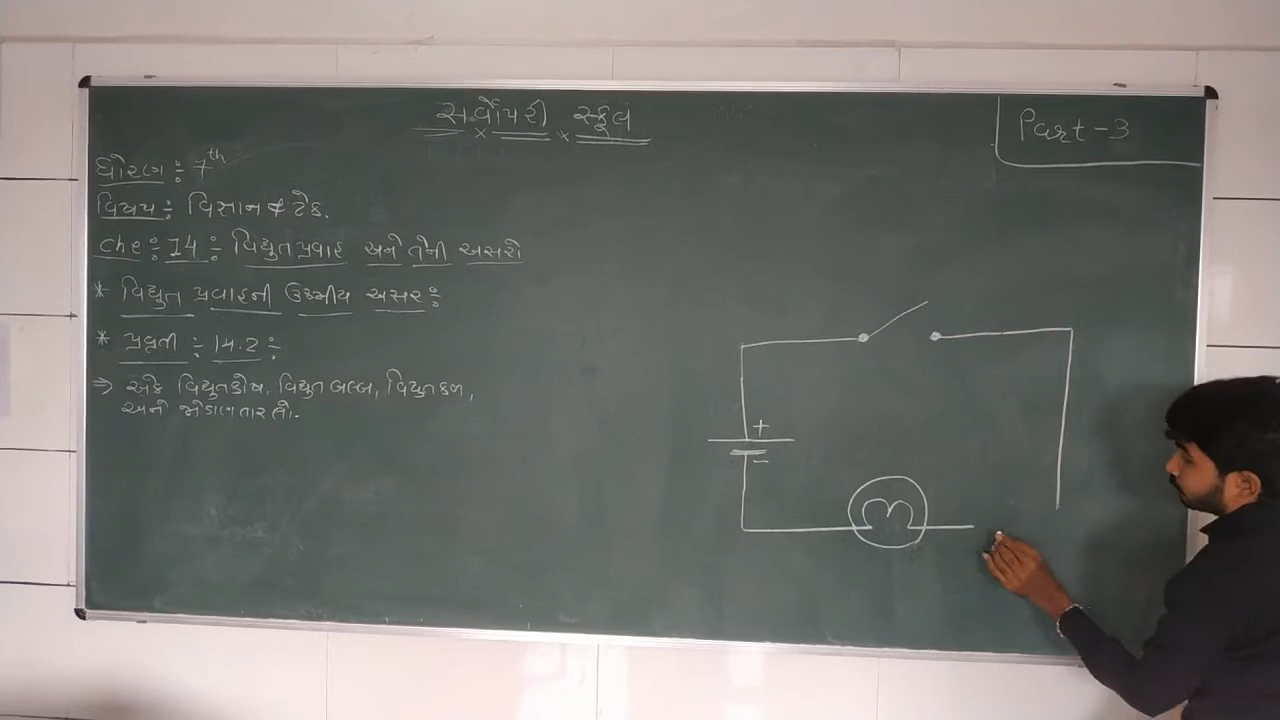 સર્વોપરી સ્કૂલ
Part-3
ધોરણ : 7th
વિષય : વિજ્ઞાન & ટેક.
che : 14 : વિદ્યુતપ્રવાહ અને તેની અસરો
* વિદ્યુત પ્રવાહની ઉષ્મીય અસર :
* પ્રવૃત્તી : 14.2 :
⇒ એક વિદ્યુતકોષ, વિદ્યુત બલ્બ, વિદ્યુતકળ,
અને જોડાણતાર લો.
+
-